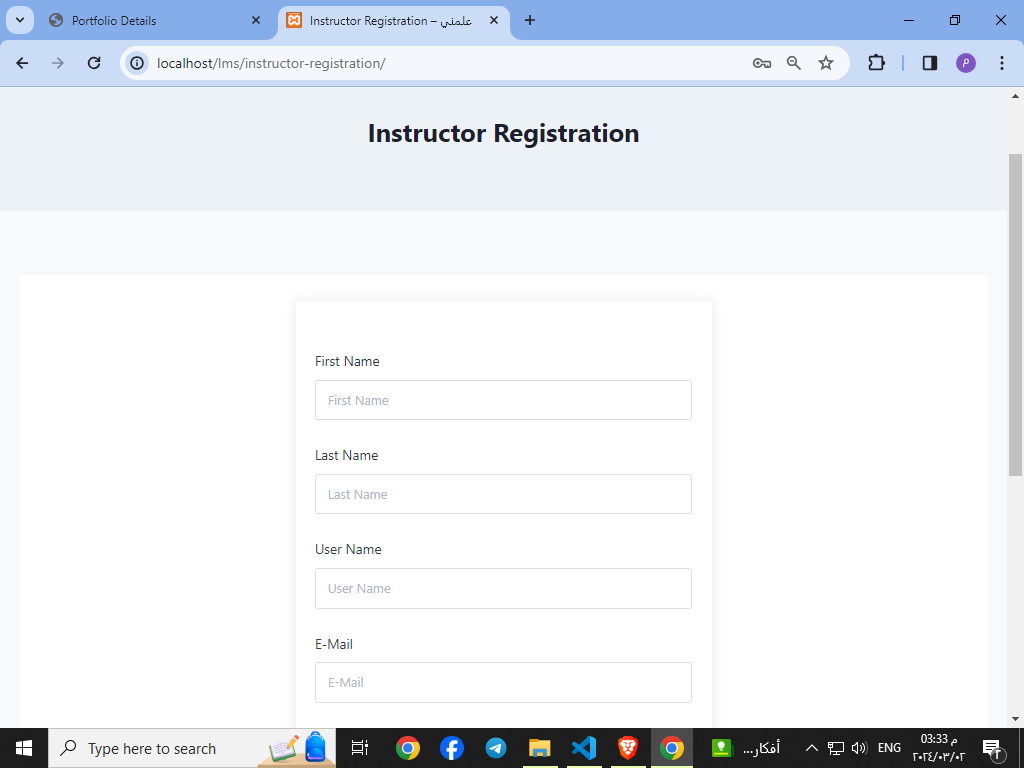 Portfolio Details
Instructor Registration – علمني
localhost/lms/instructor-registration/
Instructor Registration
First Name
First Name
Last Name
Last Name
User Name
User Name
E-Mail
E-Mail
Type here to search
أفكار...
ENG
03:33 م
٢٠٢٤/٠٣/٠٢
٢